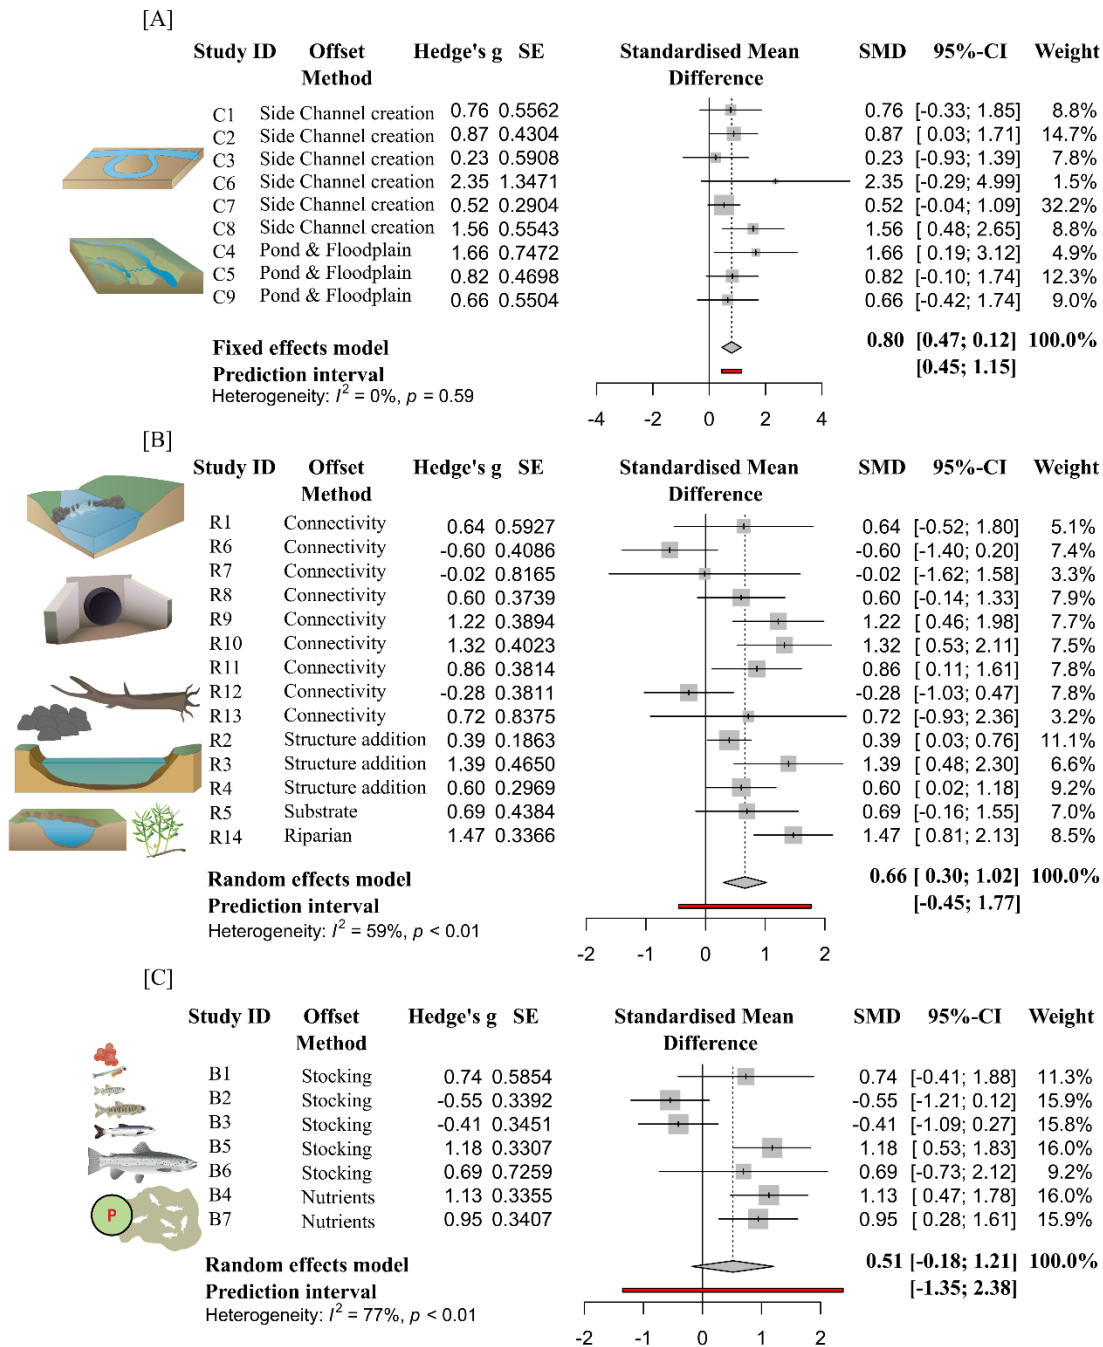 [A]
Study ID Offset Hedge's g SE Standardised Mean SMD 95%-CI Weight
Method Difference
C1 Side Channel creation 0.76 0.5562 0.76 [-0.33; 1.85] 8.8%
C2 Side Channel creation 0.87 0.4304 0.87 [ 0.03; 1.71] 14.7%
C3 Side Channel creation 0.23 0.5908 0.23 [-0.93; 1.39] 7.8%
C6 Side Channel creation 2.35 1.3471 2.35 [-0.29; 4.99] 1.5%
C7 Side Channel creation 0.52 0.2904 0.52 [-0.04; 1.09] 32.2%
C8 Side Channel creation 1.56 0.5543 1.56 [ 0.48; 2.65] 8.8%
C4 Pond & Floodplain 1.66 0.7472 1.66 [ 0.19; 3.12] 4.9%
C5 Pond & Floodplain 0.82 0.4698 0.82 [-0.10; 1.74] 12.3%
C9 Pond & Floodplain 0.66 0.5504 0.66 [-0.42; 1.74] 9.0%
Fixed effects model 0.80 [0.47; 0.12] 100.0%
Prediction interval [0.45; 1.15]
Heterogeneity: I² = 0%, p = 0.59
-4 -2 0 2 4
[B]
Study ID Offset Hedge's g SE Standardised Mean SMD 95%-CI Weight
Method Difference
R1 Connectivity 0.64 0.5927 0.64 [-0.52; 1.80] 5.1%
R6 Connectivity -0.60 0.4086 -0.60 [-1.40; 0.20] 7.4%
R7 Connectivity -0.02 0.8165 -0.02 [-1.62; 1.58] 3.3%
R8 Connectivity 0.60 0.3739 0.60 [-0.14; 1.33] 7.9%
R9 Connectivity 1.22 0.3894 1.22 [ 0.46; 1.98] 7.7%
R10 Connectivity 1.32 0.4023 1.32 [ 0.53; 2.11] 7.5%
R11 Connectivity 0.86 0.3814 0.86 [ 0.11; 1.61] 7.8%
R12 Connectivity -0.28 0.3811 -0.28 [-1.03; 0.47] 7.8%
R13 Connectivity 0.72 0.8375 0.72 [-0.93; 2.36] 3.2%
R2 Structure addition 0.39 0.1863 0.39 [ 0.03; 0.76] 11.1%
R3 Structure addition 1.39 0.4650 1.39 [ 0.48; 2.30] 6.6%
R4 Structure addition 0.60 0.2969 0.60 [ 0.02; 1.18] 9.2%
R5 Substrate 0.69 0.4384 0.69 [-0.16; 1.55] 7.0%
R14 Riparian 1.47 0.3366 1.47 [ 0.81; 2.13] 8.5%
Random effects model 0.66 [ 0.30; 1.02] 100.0%
Prediction interval [-0.45; 1.77]
Heterogeneity: I² = 59%, p < 0.01
-2 -1 0 1 2
[C]
Study ID Offset Hedge's g SE Standardised Mean SMD 95%-CI Weight
Method Difference
B1 Stocking 0.74 0.5854 0.74 [-0.41; 1.88] 11.3%
B2 Stocking -0.55 0.3392 -0.55 [-1.21; 0.12] 15.9%
B3 Stocking -0.41 0.3451 -0.41 [-1.09; 0.27] 15.8%
B5 Stocking 1.18 0.3307 1.18 [ 0.53; 1.83] 16.0%
B6 Stocking 0.69 0.7259 0.69 [-0.73; 2.12] 9.2%
P B4 Nutrients 1.13 0.3355 1.13 [ 0.47; 1.78] 16.0%
B7 Nutrients 0.95 0.3407 0.95 [ 0.28; 1.61] 15.9%
Random effects model 0.51 [-0.18; 1.21] 100.0%
Prediction interval [-1.35; 2.38]
Heterogeneity: I² = 77%, p < 0.01
-2 -1 0 1 2